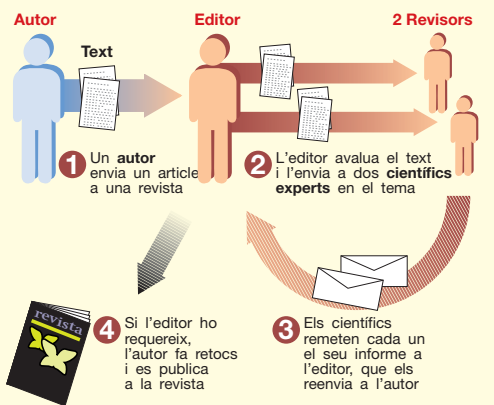 Autor
Editor
2 Revisors
Text
1 Un autor
envia un article
a una revista
2 L'editor avalua el text
i l'envia a dos científics
experts en el tema
revista
4 Si l'editor ho
requereix,
l'autor fa retocs
i es publica
a la revista
3 Els científics
remeten cada un
el seu informe a
l'editor, que els
reenvia a l'autor